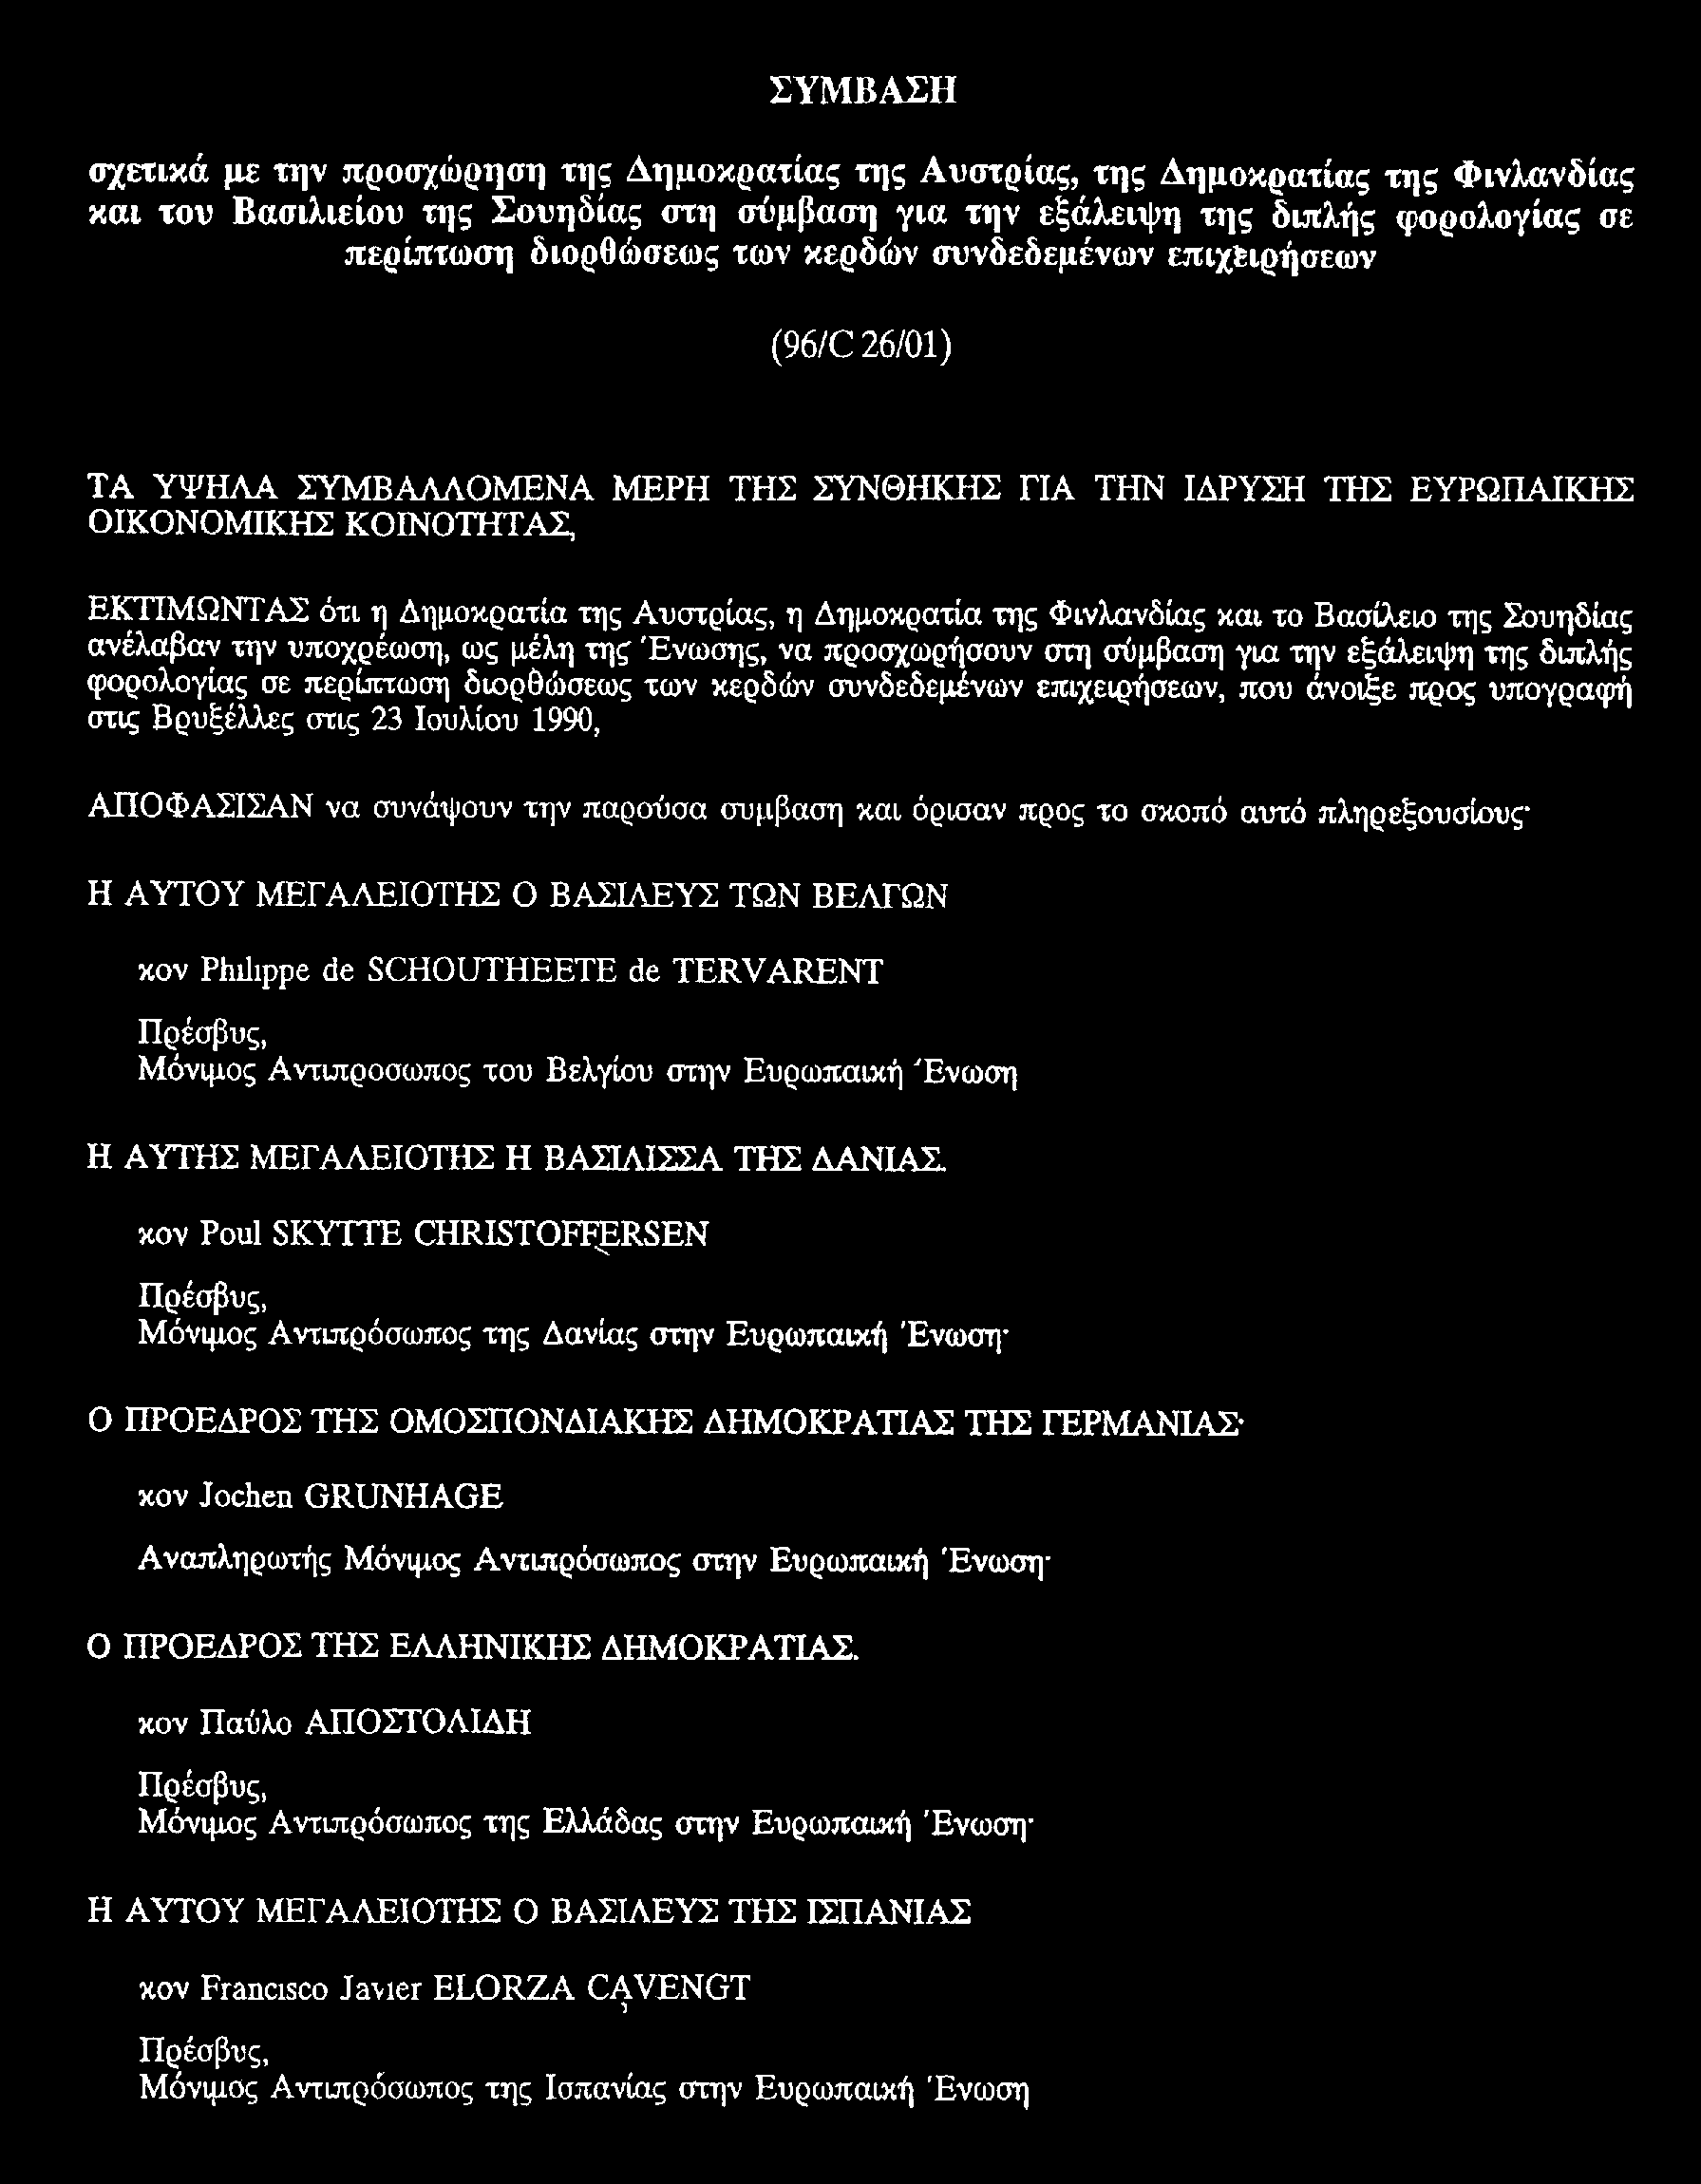 ΣΥΜΒΑΣΗ
σχετικά με την προσχώρηση της Δημοκρατίας της Αυστρίας, της Δημοκρατίας της Φινλανδίας
και του Βασιλείου της Σουηδίας στη σύμβαση για την εξάλειψη της διπλής φορολογίας σε
περίπτωση διορθώσεως των κερδών συνδεδεμένων επιχειρήσεων
(96/C 26/01)
ΤΑ ΥΨΗΛΑ ΣΥΜΒΑΛΛΟΜΕΝΑ ΜΕΡΗ ΤΗΣ ΣΥΝΘΗΚΗΣ ΓΙΑ ΤΗΝ ΙΔΡΥΣΗ ΤΗΣ ΕΥΡΩΠΑΙΚΗΣ
ΟΙΚΟΝΟΜΙΚΗΣ ΚΟΙΝΟΤΗΤΑΣ,
ΕΚΤΙΜΩΝΤΑΣ ότι η Δημοκρατία της Αυστρίας, η Δημοκρατία της Φινλανδίας και το Βασίλειο της Σουηδίας
ανέλαβαν την υποχρέωση, ως μέλη της Ένωσης, να προσχωρήσουν στη σύμβαση για την εξάλειψη της διπλής
φορολογίας σε περίπτωση διορθώσεως των κερδών συνδεδεμένων επιχειρήσεων, που άνοιξε προς υπογραφή
στις Βρυξέλλες στις 23 Ιουλίου 1990,
ΑΠΟΦΑΣΙΣΑΝ να συνάψουν την παρούσα συμβαση και όρισαν προς το σκοπό αυτό πληρεξουσίους·
Η ΑΥΤΟΥ ΜΕΓΑΛΕΙΟΤΗΣ Ο ΒΑΣΙΛΕΥΣ ΤΩΝ ΒΕΛΓΩΝ
κον Philippe de SCHOUTHEETE de TERVARENT
Πρέσβυς,
Μόνιμος Αντιπροσωπος του Βελγίου στην Ευρωπαική Ένωση
Η ΑΥΤΗΣ ΜΕΓΑΛΕΙΟΤΗΣ Η ΒΑΣΙΛΙΣΣΑ ΤΗΣ ΔΑΝΙΑΣ.
κον Poul SKYTTE CHRISTOFFERSEN
Πρέσβυς,
Μόνιμος Αντιπρόσωπος της Δανίας στην Ευρωπαική Ένωση·
Ο ΠΡΟΕΔΡΟΣ ΤΗΣ ΟΜΟΣΠΟΝΔΙΑΚΗΣ ΔΗΜΟΚΡΑΤΙΑΣ ΤΗΣ ΓΕΡΜΑΝΙΑΣ·
κον Jochen GRUNHAGE
Αναπληρωτής Μόνιμος Αντιπρόσωπος στην Ευρωπαική Ένωση·
Ο ΠΡΟΕΔΡΟΣ ΤΗΣ ΕΛΛΗΝΙΚΗΣ ΔΗΜΟΚΡΑΤΙΑΣ.
κον Παύλο ΑΠΟΣΤΟΛΙΔΗ
Πρέσβυς,
Μόνιμος Αντιπρόσωπος της Ελλάδας στην Ευρωπαική Ένωση·
Η ΑΥΤΟΥ ΜΕΓΑΛΕΙΟΤΗΣ Ο ΒΑΣΙΛΕΥΣ ΤΗΣ ΙΣΠΑΝΙΑΣ
κον Francisco Javier ELORZA CAVENGT
Πρέσβυς,
Μόνιμος Αντιπρόσωπος της Ισπανίας στην Ευρωπαική Ένωση